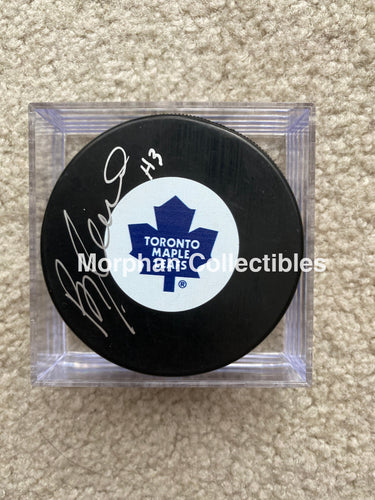 43
TORONTO
MAPLE
LEAFS
®
Morphan Collectibles